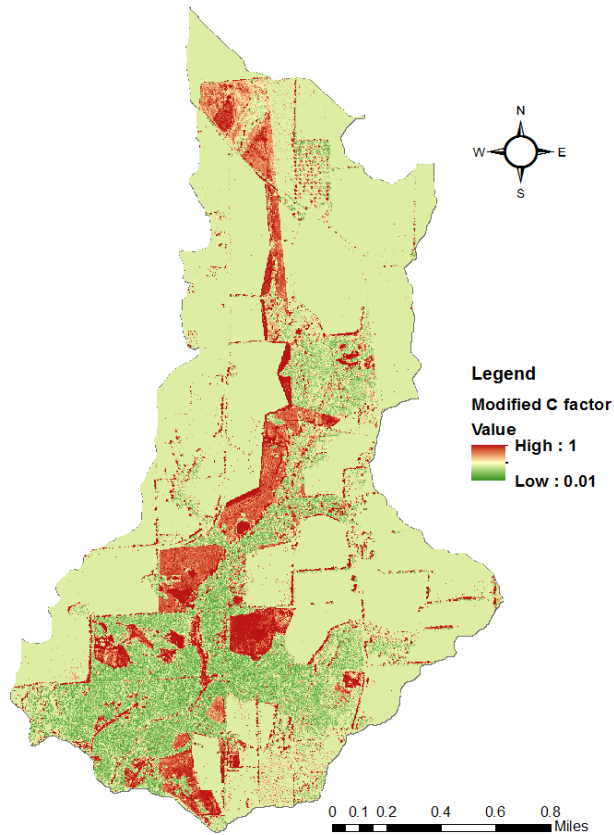 N
W E
S
Legend
Modified C factor
Value
High : 1
Low : 0.01
0 0.1 0.2 0.4 0.6 0.8
Miles